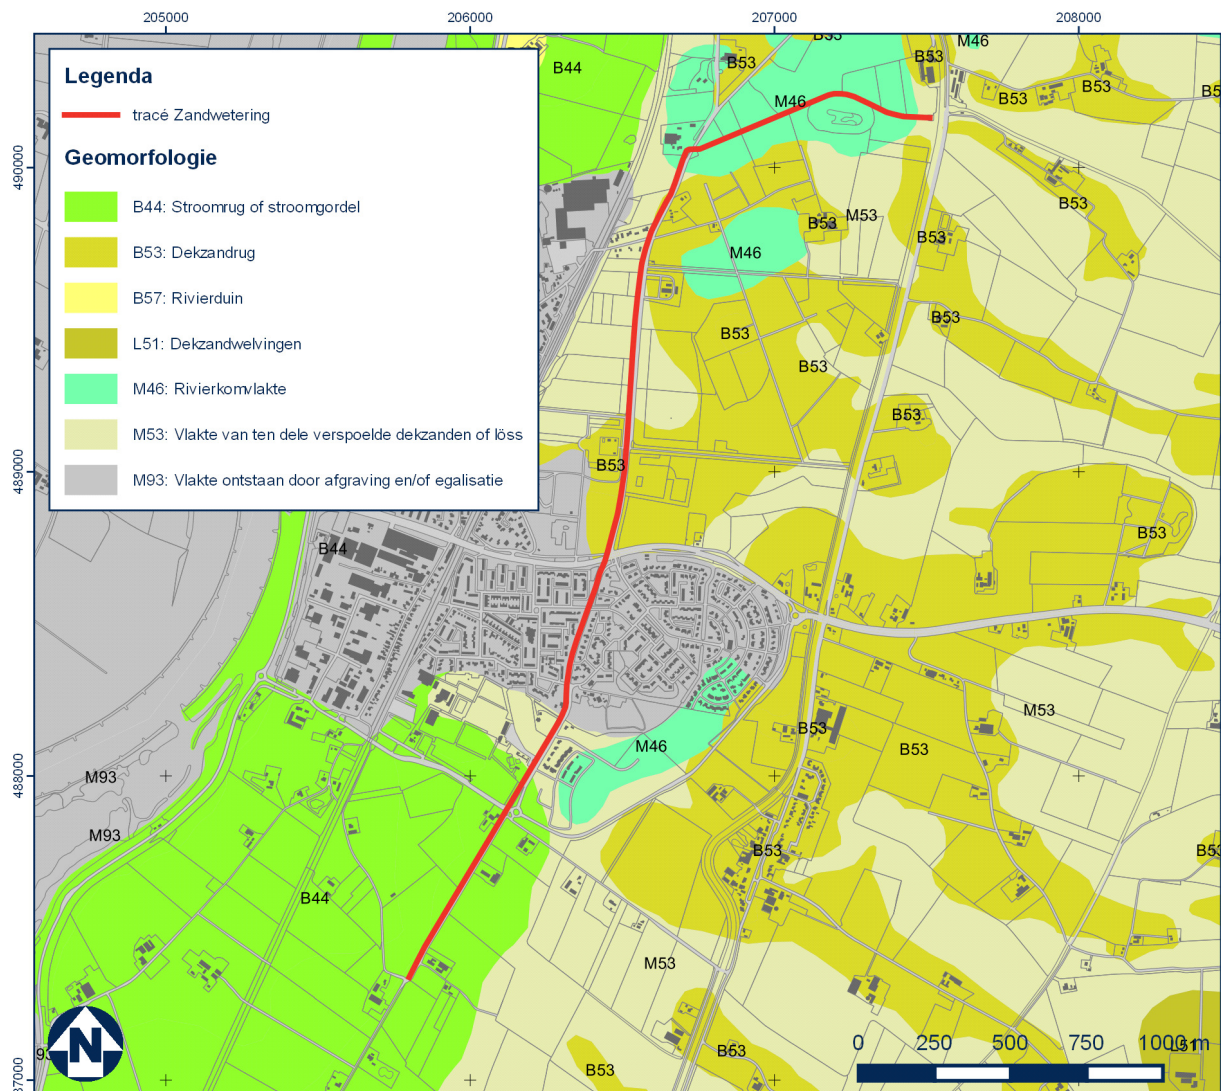 205000 206000 207000 208000
Legenda
tracé Zandwetering
Geomorfologie
B44: Stroomrug of stroomgordel
B53: Dekzandrug
B57: Rivierduin
L51: Dekzandwelvingen
M46: Rivierkomvlakte
M53: Vlakte van ten dele verspoelde dekzanden of löss
M93: Vlakte ontstaan door afgraving en/of egalisatie
490000
489000
488000
487000
B53
M46
B44
B53
B53
B53
B53
B5
M46
B53
M53
B53
B53
M46
B53
B53
B53
B53
B53
B53
B44
M53
B53
M46
B53
M93
M93
B53
B53
B44
M53
B53
B53
93
L51
N
0 250 500 750 1000 m